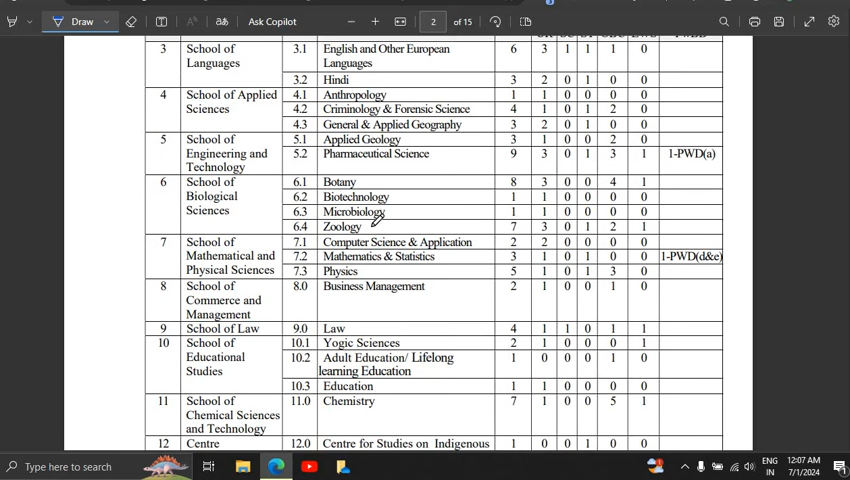 Draw
2 of 15
Ask Copilot
3 School of Languages 3.1 English and Other European Languages 6 3 1 1 1 0
3.2 Hindi 3 2 0 1 0 0
4 School of Applied Sciences 4.1 Anthropology 1 1 0 0 0 0
4.2 Criminology & Forensic Science 4 1 0 1 2 0
4.3 General & Applied Geography 3 2 0 1 0 0
5 School of Engineering and Technology 5.1 Applied Geology 3 1 0 0 2 0
5.2 Pharmaceutical Science 9 3 0 1 3 1 1-PWD(a)
6 School of Biological Sciences 6.1 Botany 8 3 0 0 4 1
6.2 Biotechnology 1 1 0 0 0 0
6.3 Microbiology 1 1 0 0 0 0
6.4 Zoology 7 3 0 1 2 1
7 School of Mathematical and Physical Sciences 7.1 Computer Science & Application 2 2 0 0 0 0
7.2 Mathematics & Statistics 3 1 0 1 0 0 1-PWD(d&e)
7.3 Physics 5 1 0 1 3 0
8 School of Commerce and Management 8.0 Business Management 2 1 0 0 1 0
9 School of Law 9.0 Law 4 1 1 0 1 1
10 School of Educational Studies 10.1 Yogic Sciences 2 1 0 0 0 1
10.2 Adult Education/ Lifelong learning Education 1 0 0 0 1 0
10.3 Education 1 1 0 0 0 0
11 School of Chemical Sciences and Technology 11.0 Chemistry 7 1 0 0 5 1
12 Centre 12.0 Centre for Studies on Indigenous 1 0 0 1 0 0
Type here to search
ENG
IN
12:07 AM
7/1/2024